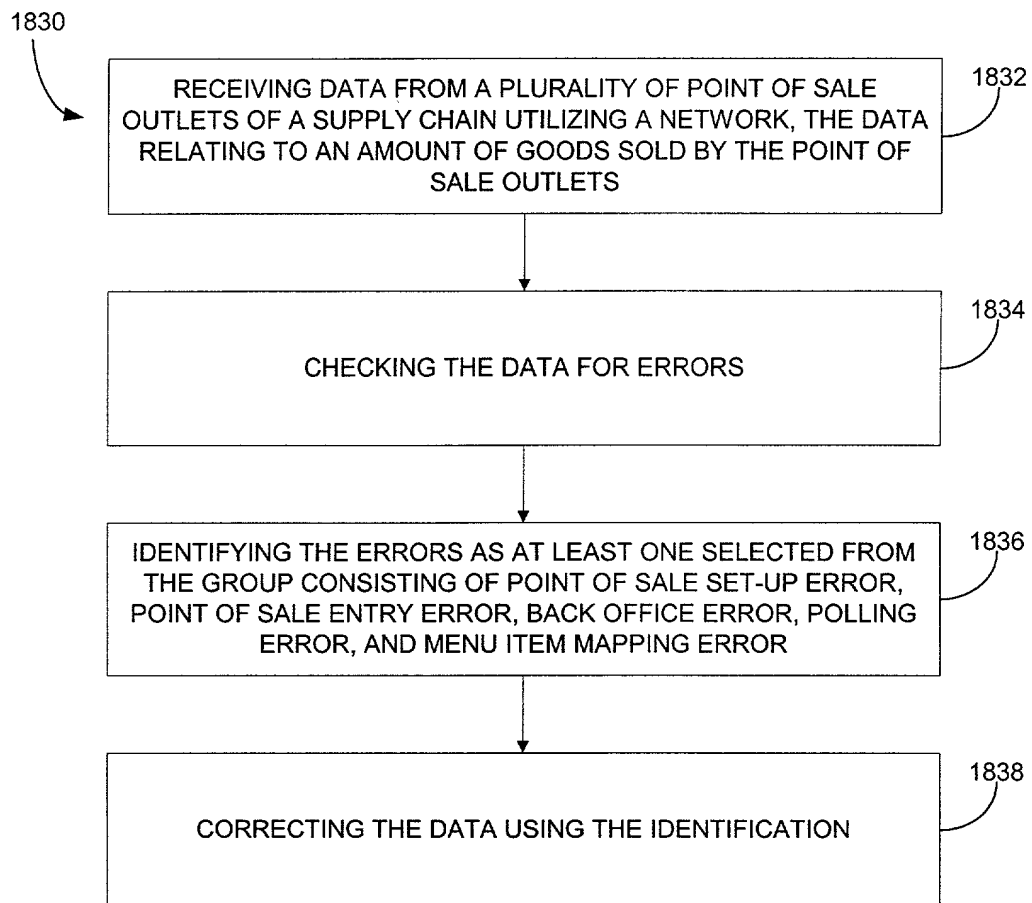 1830
RECEIVING DATA FROM A PLURALITY OF POINT OF SALE
OUTLETS OF A SUPPLY CHAIN UTILIZING A NETWORK, THE DATA
RELATING TO AN AMOUNT OF GOODS SOLD BY THE POINT OF
SALE OUTLETS
1832
CHECKING THE DATA FOR ERRORS
1834
IDENTIFYING THE ERRORS AS AT LEAST ONE SELECTED FROM
THE GROUP CONSISTING OF POINT OF SALE SET-UP ERROR,
POINT OF SALE ENTRY ERROR, BACK OFFICE ERROR, POLLING
ERROR, AND MENU ITEM MAPPING ERROR
1836
CORRECTING THE DATA USING THE IDENTIFICATION
1838